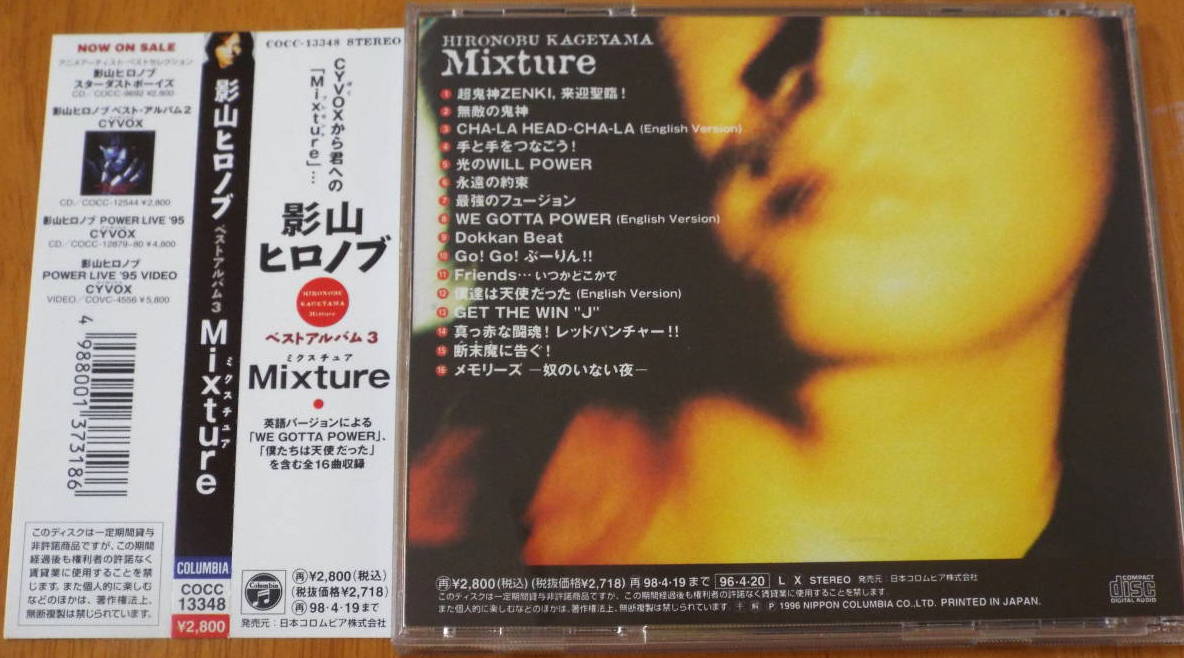 NOW ON SALE
アニメアーティスト・ベストセレクション
影山ヒロノブ
スターダストボーイズ
CD／COCC-9692 ¥2,800
影山ヒロノブ ベスト・アルバム2
CYVOX
CD／COCC-12544 ¥2,800
影山ヒロノブ POWER LIVE '95
CYVOX
CD／COCC-12879-80 ¥4,800
影山ヒロノブ
POWER LIVE '95 VIDEO
CYVOX
VIDEO／COVC-4556 ¥5,800
4 988001 373186
このディスクは一定期間貸与
非許諾商品ですが、この期間
経過後も権利者の許諾なく
賃貸業に使用することを禁
じます。また個人的に楽しむ
などのほかは、著作権法上、
無断複製は禁じられています。
影山ヒロノブ ベストアルバム3 Mixture
ミクスチュア
COLUMBIA
COCC
13348
¥2,800
COCC-13348 STEREO
CYVOXから君への
「Mixture」…
影山
ヒロノブ
HIRONOBU
KAGEYAMA
Mixture
ベストアルバム 3
ミクスチュア
Mixture
英語バージョンによる
「WE GOTTA POWER」、
「僕たちは天使だった」
を含む全16曲収録
Columbia
再¥2,800(税込)
(税抜価格¥2,718)
再98・4・19まで
発売元：日本コロムビア株式会社
HIRONOBU KAGEYAMA
Mixture
1 超鬼神ZENKI, 来迎聖臨！
2 無敵の鬼神
3 CHA-LA HEAD-CHA-LA (English Version)
4 手と手をつなごう！
5 光のWILL POWER
6 永遠の約束
7 最強のフュージョン
8 WE GOTTA POWER (English Version)
9 Dokkan Beat
10 Go! Go! ぶーりん!!
11 Friends… いつかどこかで
12 僕達は天使だった (English Version)
13 GET THE WIN "J"
14 真っ赤な闘魂！レッドパンチャー!!
15 断末魔に告ぐ！
16 メモリーズ ―奴のいない夜―
再¥2,800(税込)(税抜価格¥2,718) 再98・4・19まで 96・4・20 L X STEREO 発売元：日本コロムビア株式会社
このディスクは一定期間貸与非許諾商品ですが、この期間経過後も権利者の許諾なく賃貸業に使用することを禁じます。
また個人的に楽しむなどのほかは、著作権法上、無断複製は禁じられています。 Ⓟ 1996 NIPPON COLUMBIA CO.,LTD. PRINTED IN JAPAN.
COMPACT
disc
DIGITAL AUDIO